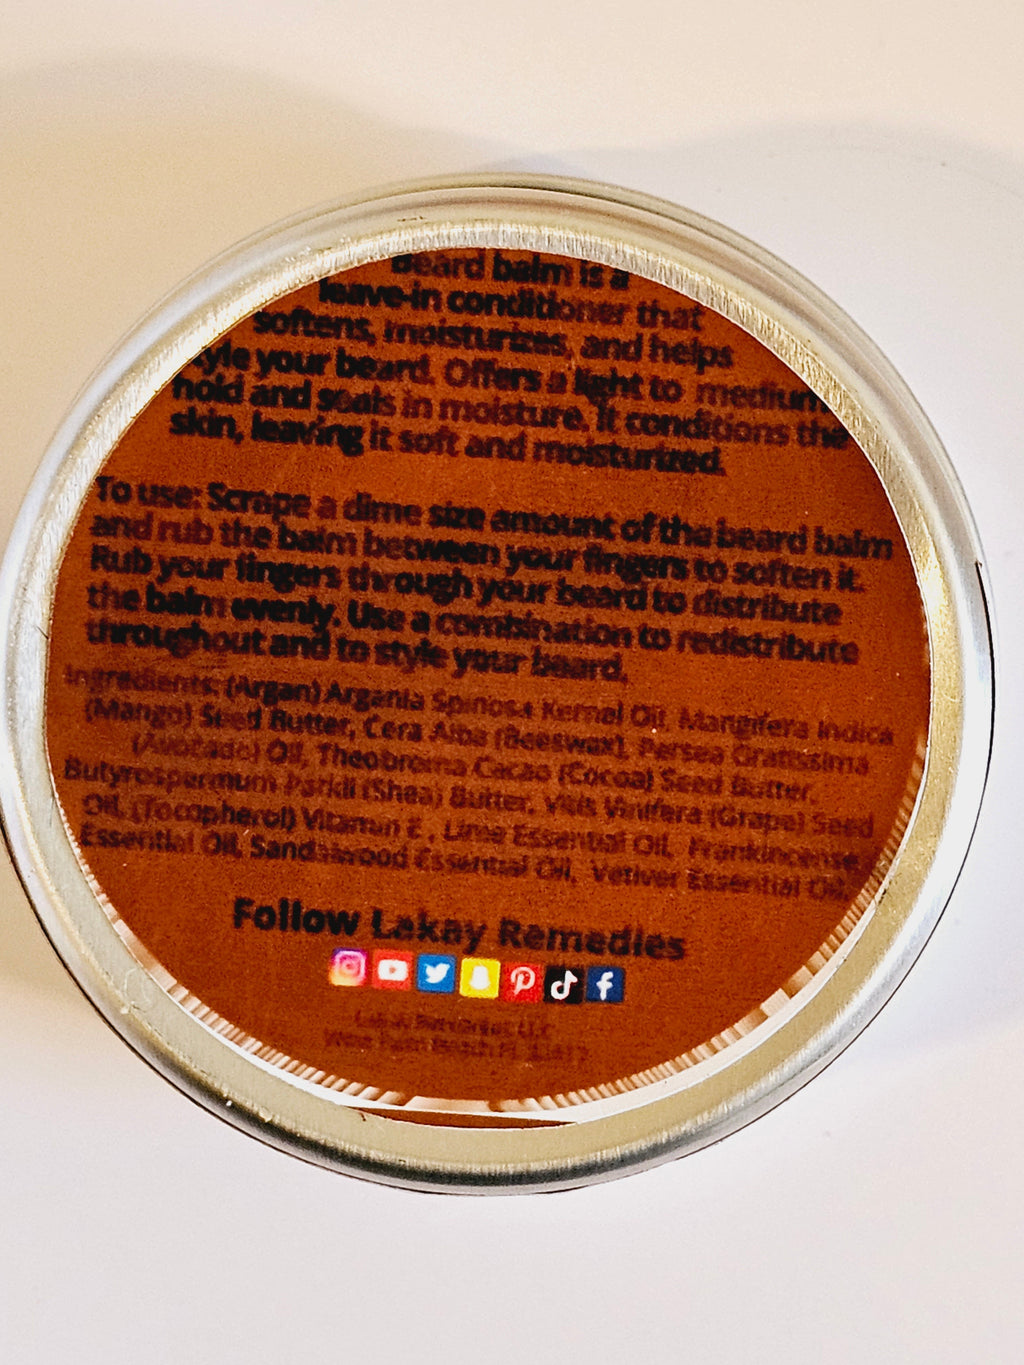 Beard balm is a
leave-in conditioner that
softens, moisturizes, and helps
style your beard. Offers a light to medium
hold and seals in moisture. It conditions the
skin, leaving it soft and moisturized.
To use: Scrape a dime size amount of the beard balm
and rub the balm between your fingers to soften it.
Rub your fingers through your beard to distribute
the balm evenly. Use a combination to redistribute
throughout and to style your beard.
Ingredients: (Argan) Argania Spinosa Kernal Oil, Mangifera Indica
(Mango) Seed Butter, Cera Alba (Beeswax), Persea Gratissima
(Avocado) Oil, Theobroma Cacao (Cocoa) Seed Butter,
Butyrospermum Parkii (Shea) Butter, Vitis Vinifera (Grape) Seed
Oil, (Tocopherol) Vitamin E , Lime Essential Oil, Frankincense
Essential Oil, Sandalwood Essential Oil, Vetiver Essential Oil,
Follow Lakay Remedies
LLC
West Palm Beach FL